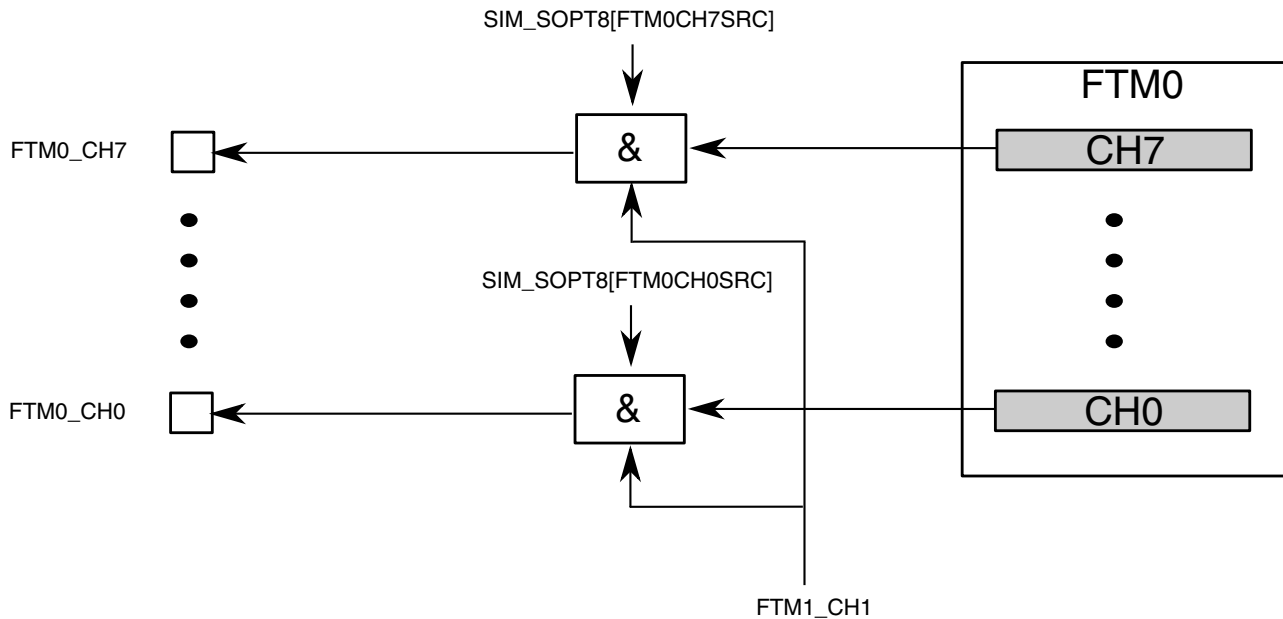 SIM_SOPT8[FTM0CH7SRC]
FTM0
FTM0_CH7
&
CH7
SIM_SOPT8[FTM0CH0SRC]
FTM0_CH0
&
CH0
FTM1_CH1